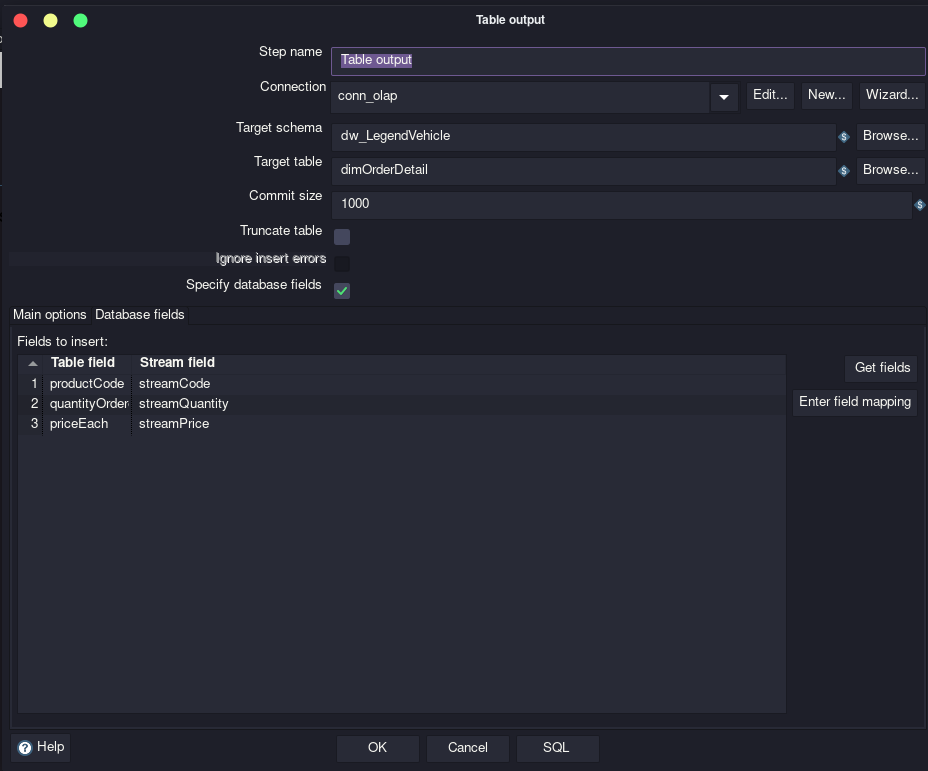 Table output
Step name Table output
Connection conn_olap Edit... New... Wizard...
Target schema dw_LegendVehicle Browse...
Target table dimOrderDetail Browse...
Commit size 1000
Truncate table
Ignore insert errors
Specify database fields
Main options Database fields
Fields to insert:
Table field Stream field
1 productCode streamCode
2 quantityOrder streamQuantity
3 priceEach streamPrice
Get fields
Enter field mapping
Help OK Cancel SQL